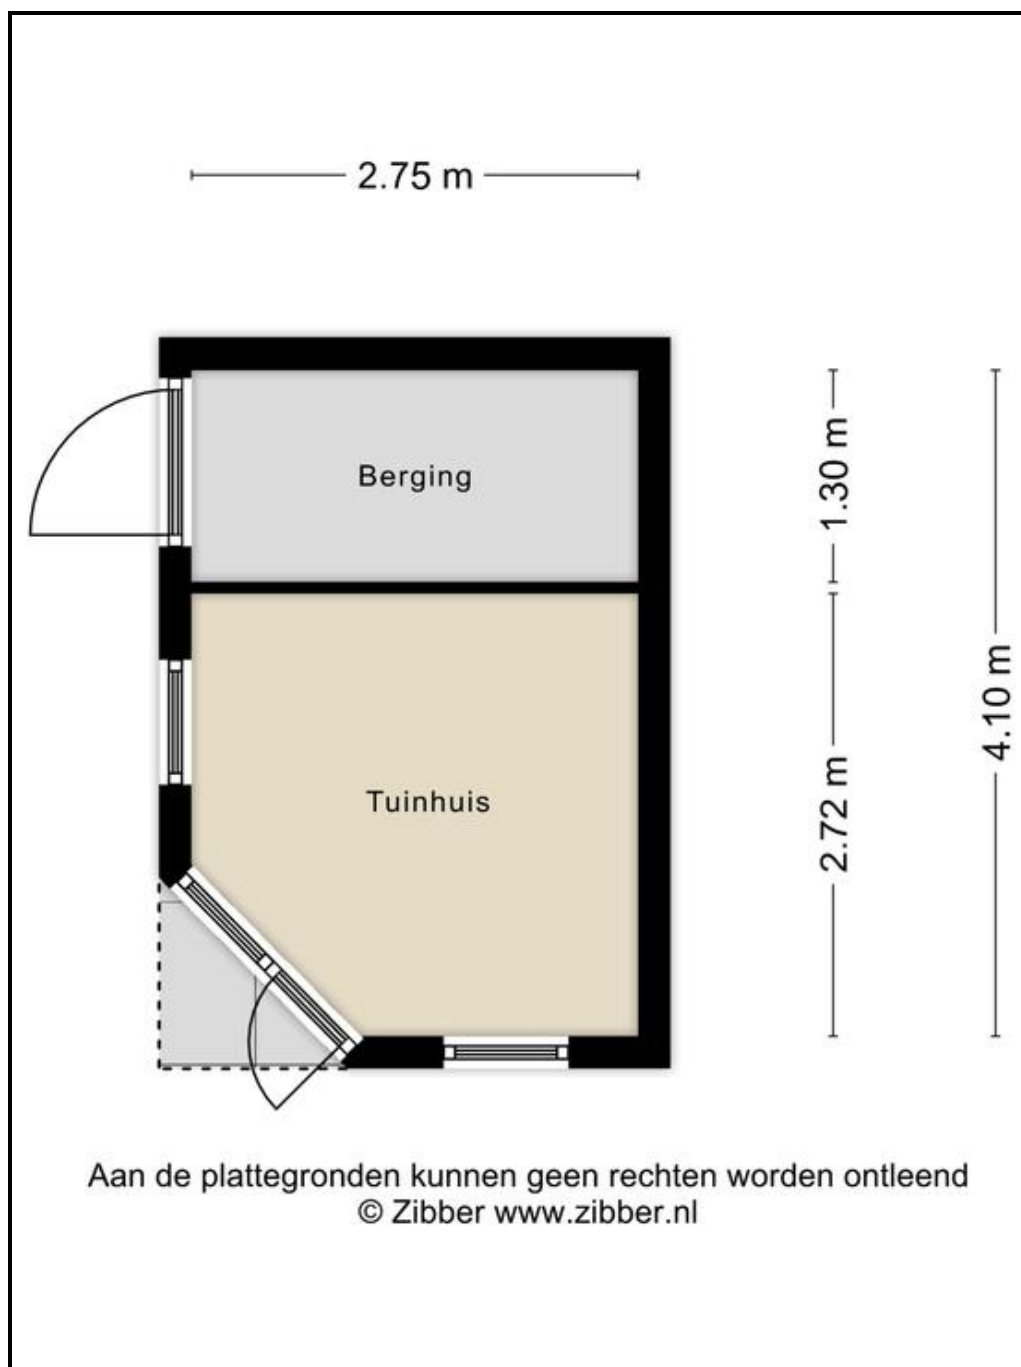 2.75 m
Berging
1.30 m
4.10 m
2.72 m
Tuinhuis
Aan de plattegronden kunnen geen rechten worden ontleend
© Zibber www.zibber.nl